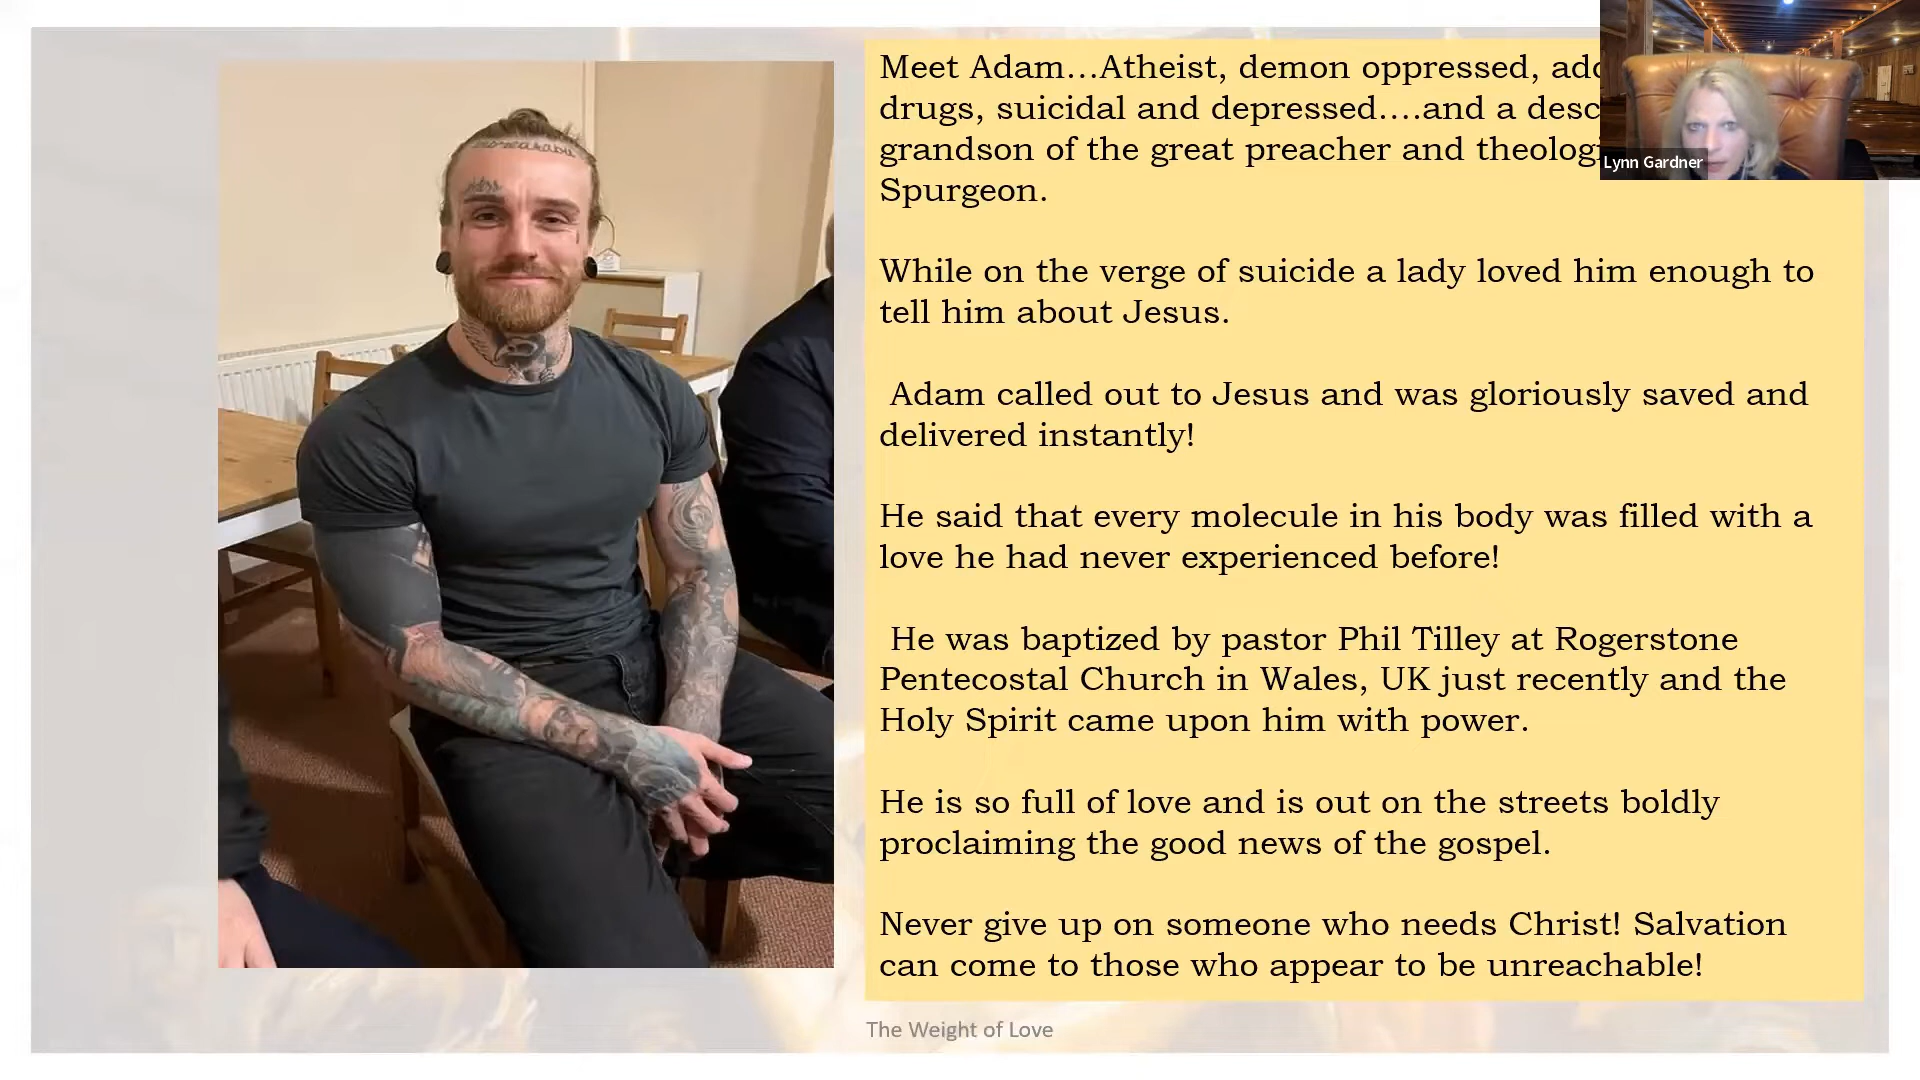 Meet Adam...Atheist, demon oppressed,
drugs, suicidal and depressed....and a
grandson of the great preacher and
Spurgeon.
Lynn Gardner
While on the verge of suicide a lady loved him enough to
tell him about Jesus.
Adam called out to Jesus and was gloriously saved and
delivered instantly!
He said that every molecule in his body was filled with a
love he had never experienced before!
He was baptized by pastor Phil Tilley at Rogerstone
Pentecostal Church in Wales, UK just recently and the
Holy Spirit came upon him with power.
He is so full of love and is out on the streets boldly
proclaiming the good news of the gospel.
Never give up on someone who needs Christ! Salvation
can come to those who appear to be unreachable!
The Weight of Love